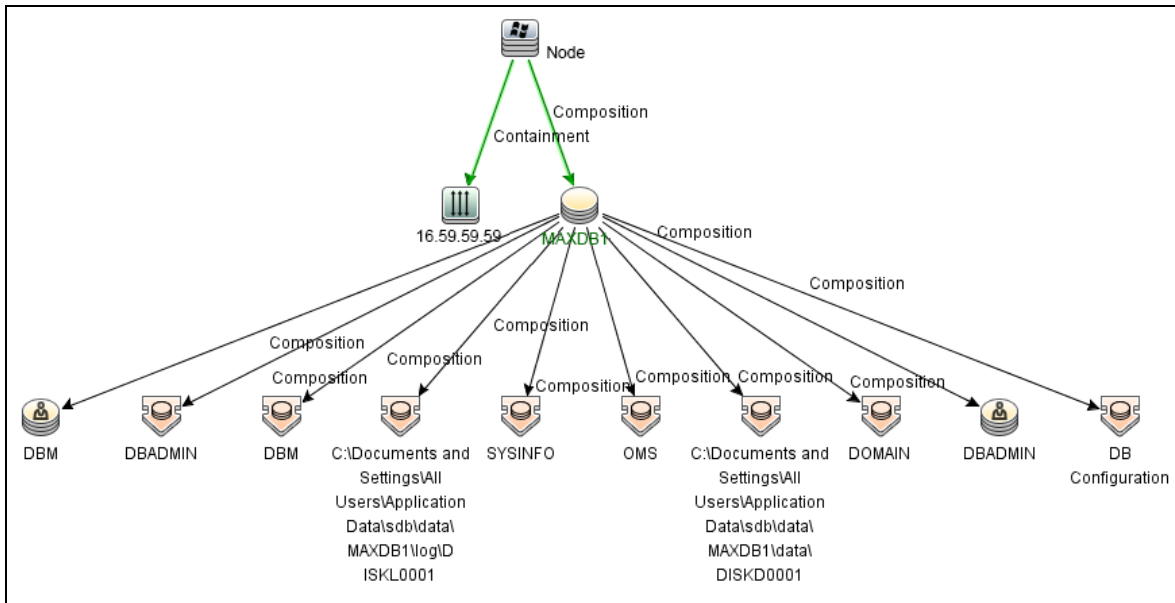 Node
Composition
Containment
16.59.59.59
MAXDB1
Composition
Composition
Composition
Composition
Composition
Composition
Composition
Composition
Composition
Composition
DBM
DBADMIN
DBM
C:\Documents and
Settings\All
Users\Application
Data\sdb\data\
MAXDB1\log\D
ISKL0001
SYSINFO
OMS
C:\Documents and
Settings\All
Users\Application
Data\sdb\data\
MAXDB1\data\
DISKD0001
DOMAIN
DBADMIN
DB
Configuration